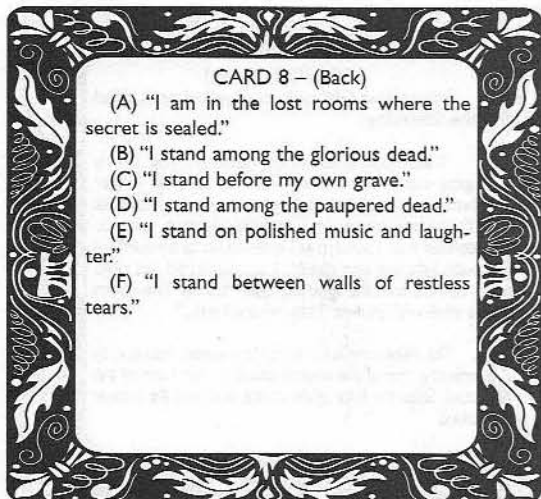 CARD 8 – (Back)
(A) “I am in the lost rooms where the
secret is sealed.”
(B) “I stand among the glorious dead.”
(C) “I stand before my own grave.”
(D) “I stand among the paupered dead.”
(E) “I stand on polished music and laugh-
ter.”
(F) “I stand between walls of restless
tears.”